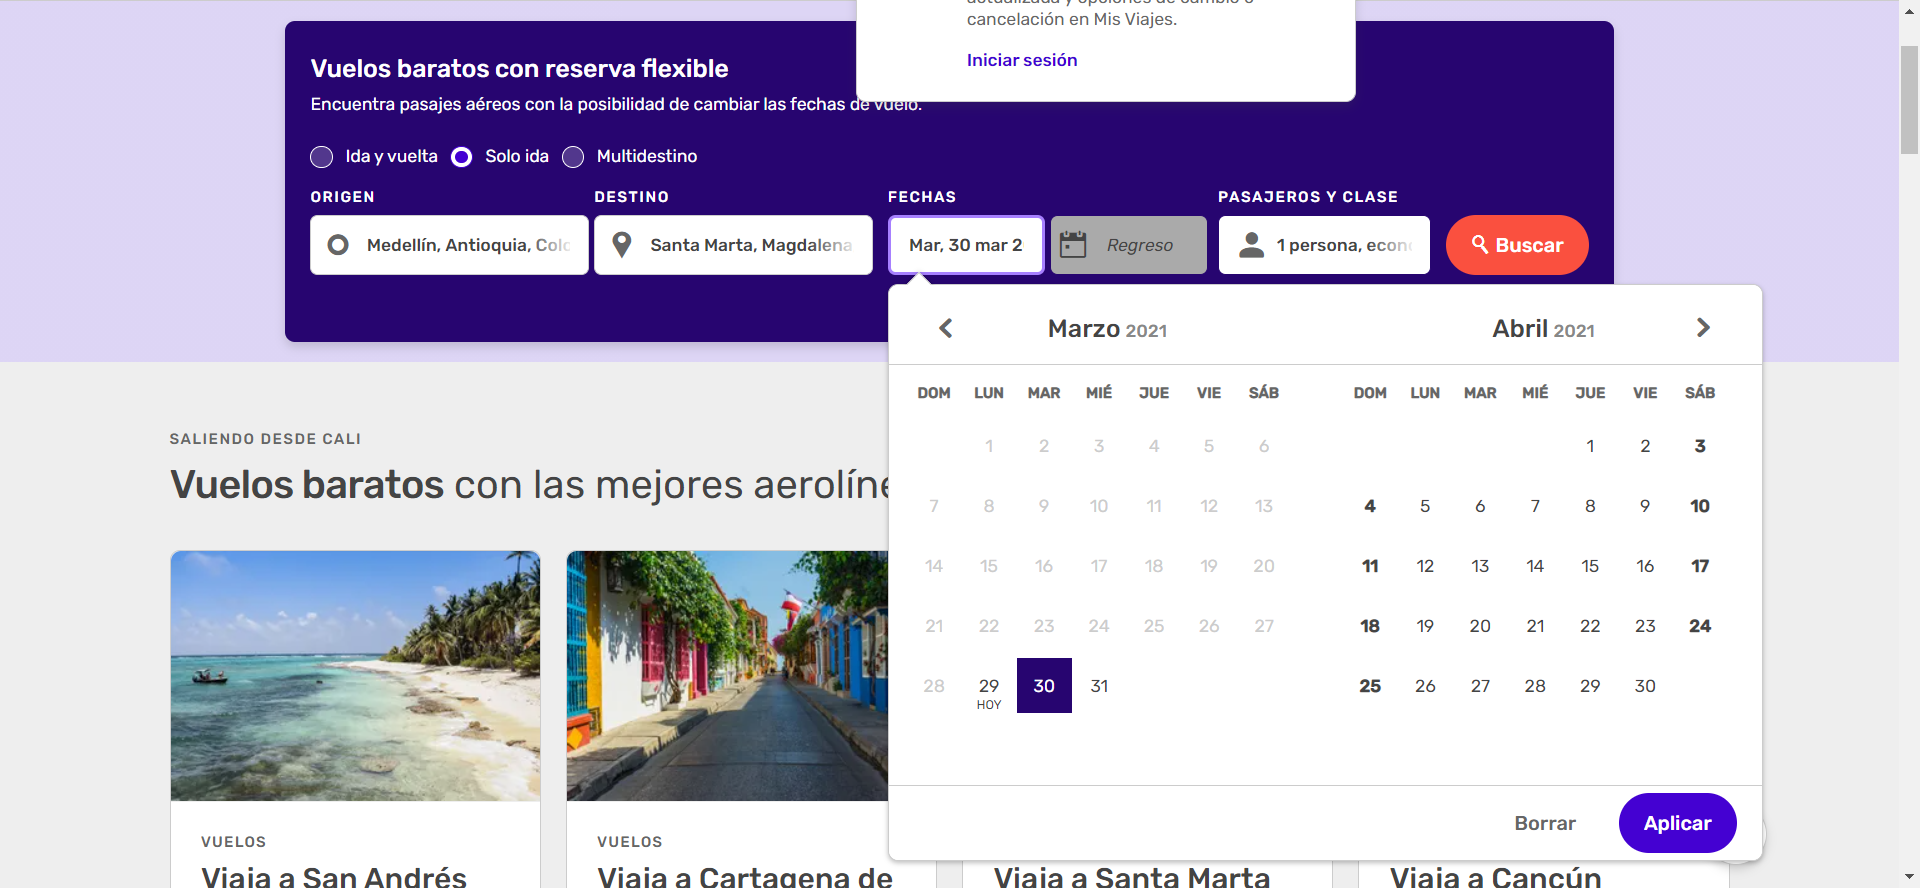 cancelación en Mis Viajes.
Iniciar sesión
Vuelos baratos con reserva flexible
Encuentra pasajes aéreos con la posibilidad de cambiar las fechas de vuelo.
Ida y vuelta Solo ida Multidestino
ORIGEN DESTINO FECHAS PASAJEROS Y CLASE
Medellín, Antioquia, Colo Santa Marta, Magdalena Mar, 30 mar 2 Regreso 1 persona, econ Buscar
Marzo 2021 Abril 2021
DOM LUN MAR MIÉ JUE VIE SÁB DOM LUN MAR MIÉ JUE VIE SÁB
1 2 3 4 5 6 1 2 3
7 8 9 10 11 12 13 4 5 6 7 8 9 10
14 15 16 17 18 19 20 11 12 13 14 15 16 17
21 22 23 24 25 26 27 18 19 20 21 22 23 24
28 29 30 31 25 26 27 28 29 30
HOY
Borrar Aplicar
SALIENDO DESDE CALI
Vuelos baratos con las mejores aerolíne
VUELOS VUELOS
Viaja a San Andrés Viaja a Cartagena de Viaja a Santa Marta Viaja a Cancún